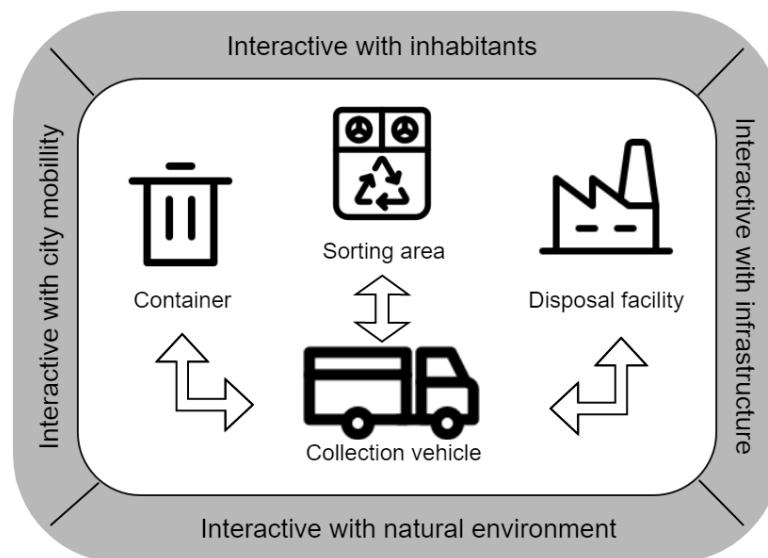 Interactive with inhabitants
Interactive with city mobillity
Interactive with infrastructure
Sorting area
Container
Disposal facility
Collection vehicle
Interactive with natural environment